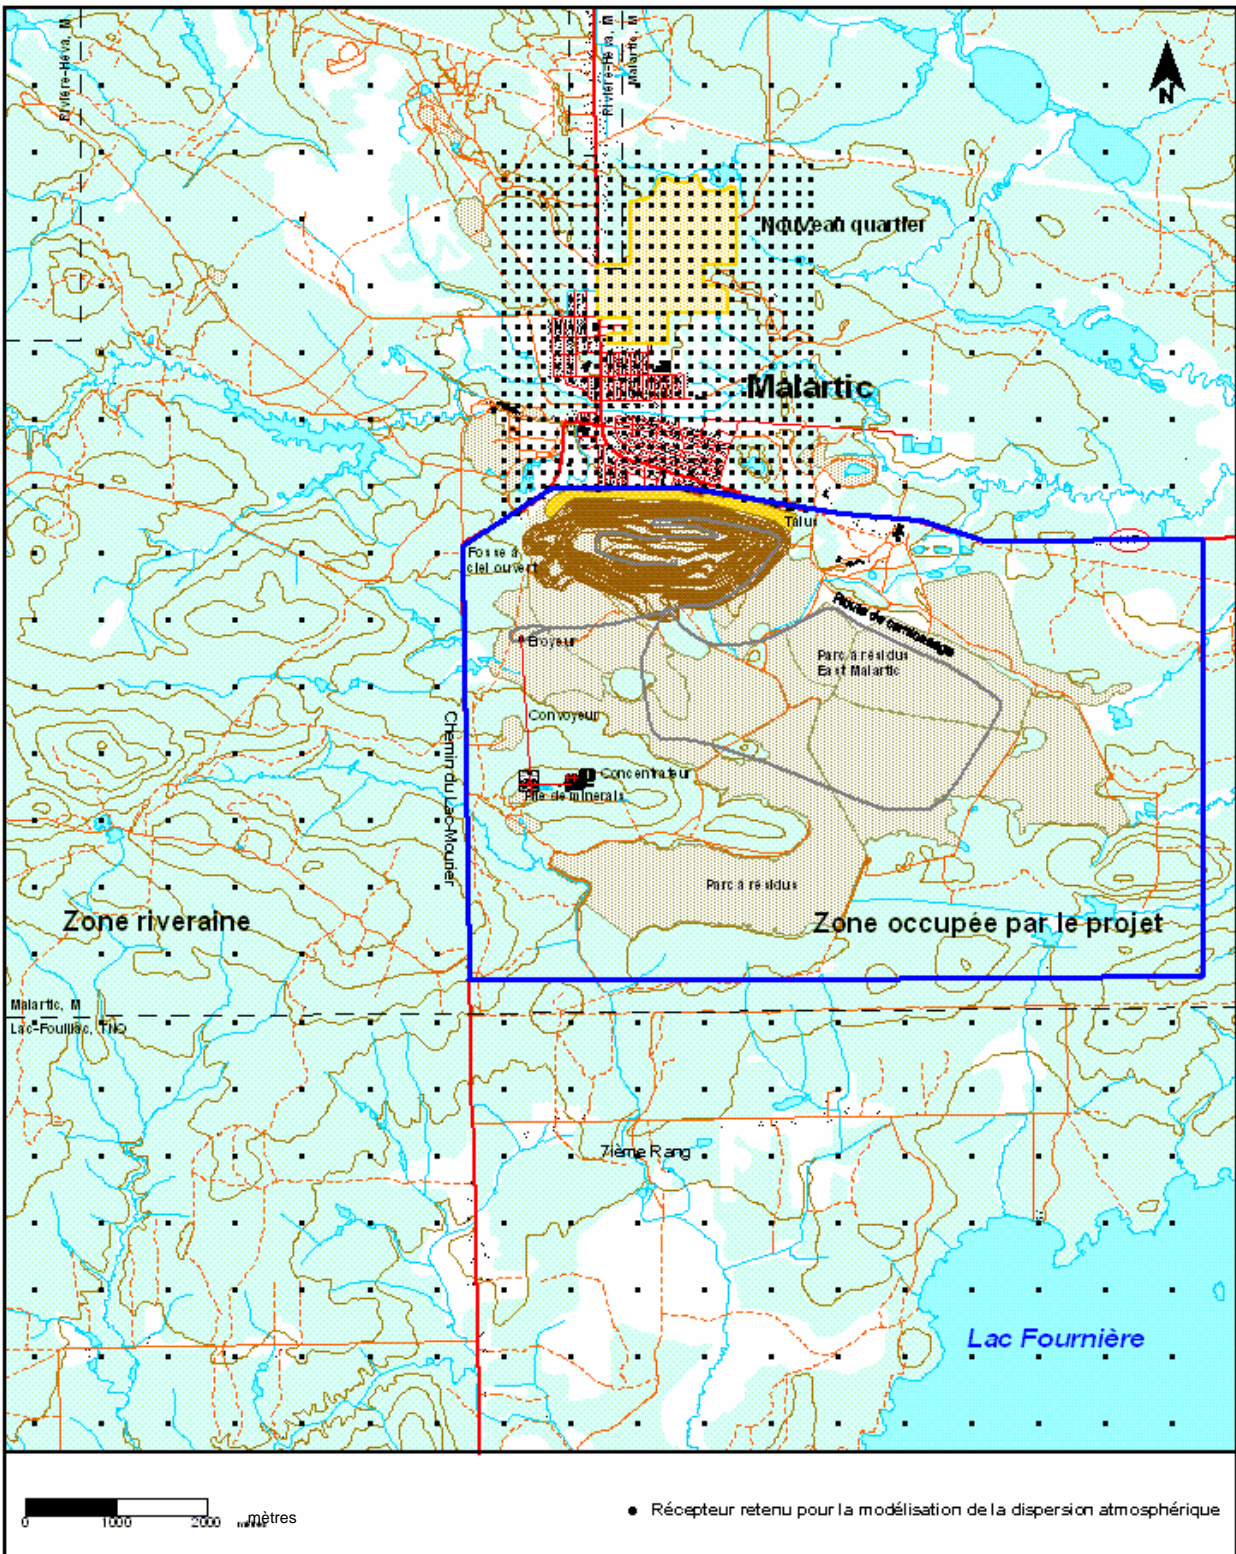 Rivière-Héva, M
Rivière-Héva, M
Malartic, M
N
Nouveau quartier
Malartic
Talus
Fosse à
ciel ouvert
117
Route de camionnage
Broyeur
Parc à résidus
East Malartic
Convoyeur
Chemin du Lac-Mourier
Concentrateur
Pile de minerais
Parc à résidus
Zone riveraine
Zone occupée par le projet
Malartic, M
Lac-Fouillac, TNO
7ième Rang
Lac Fournière
0 1000 2000 mètres
● Récepteur retenu pour la modélisation de la dispersion atmosphérique